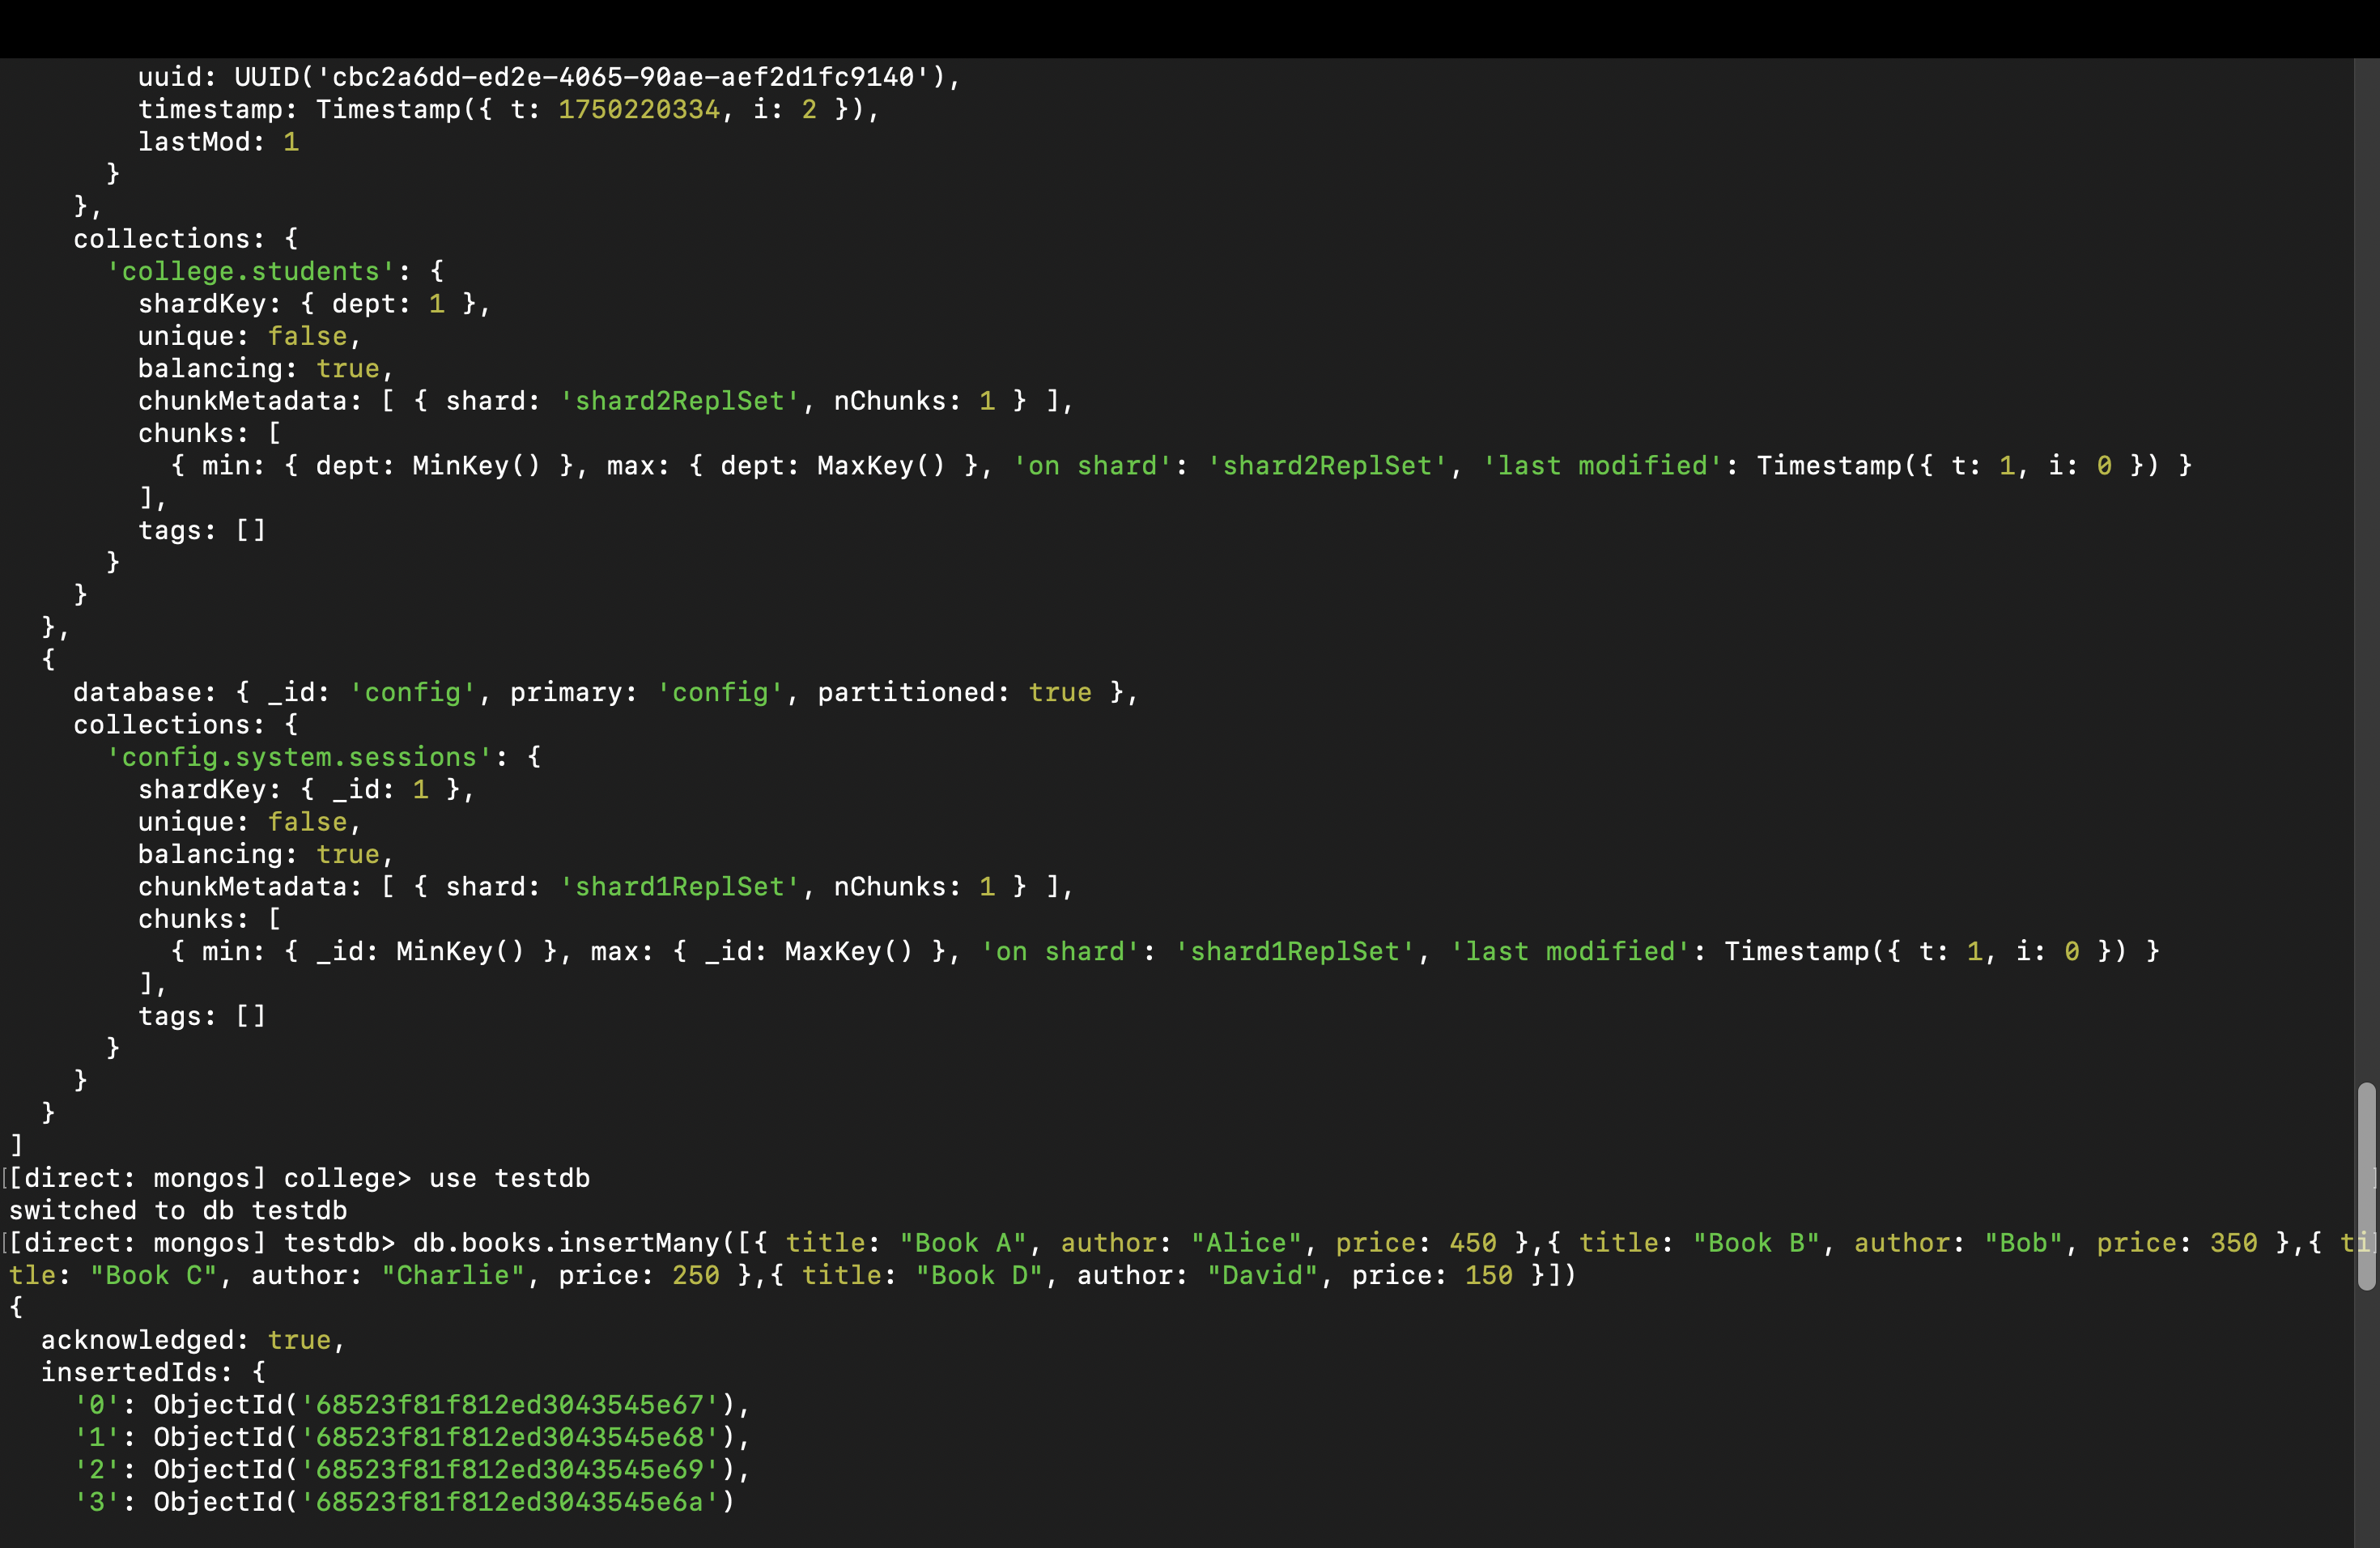 uuid: UUID('cbc2a6dd-ed2e-4065-90ae-aef2d1fc9140'),
timestamp: Timestamp({ t: 1750220334, i: 2 }),
lastMod: 1
}
},
collections: {
'college.students': {
shardKey: { dept: 1 },
unique: false,
balancing: true,
chunkMetadata: [ { shard: 'shard2ReplSet', nChunks: 1 } ],
chunks: [
{ min: { dept: MinKey() }, max: { dept: MaxKey() }, 'on shard': 'shard2ReplSet', 'last modified': Timestamp({ t: 1, i: 0 }) }
],
tags: []
}
}
},
{
database: { _id: 'config', primary: 'config', partitioned: true },
collections: {
'config.system.sessions': {
shardKey: { _id: 1 },
unique: false,
balancing: true,
chunkMetadata: [ { shard: 'shard1ReplSet', nChunks: 1 } ],
chunks: [
{ min: { _id: MinKey() }, max: { _id: MaxKey() }, 'on shard': 'shard1ReplSet', 'last modified': Timestamp({ t: 1, i: 0 }) }
],
tags: []
}
}
}
]
[[direct: mongos] college> use testdb
switched to db testdb
[[direct: mongos] testdb> db.books.insertMany([{ title: "Book A", author: "Alice", price: 450 },{ title: "Book B", author: "Bob", price: 350 },{ ti
tle: "Book C", author: "Charlie", price: 250 },{ title: "Book D", author: "David", price: 150 }])
{
acknowledged: true,
insertedIds: {
'0': ObjectId('68523f81f812ed3043545e67'),
'1': ObjectId('68523f81f812ed3043545e68'),
'2': ObjectId('68523f81f812ed3043545e69'),
'3': ObjectId('68523f81f812ed3043545e6a')